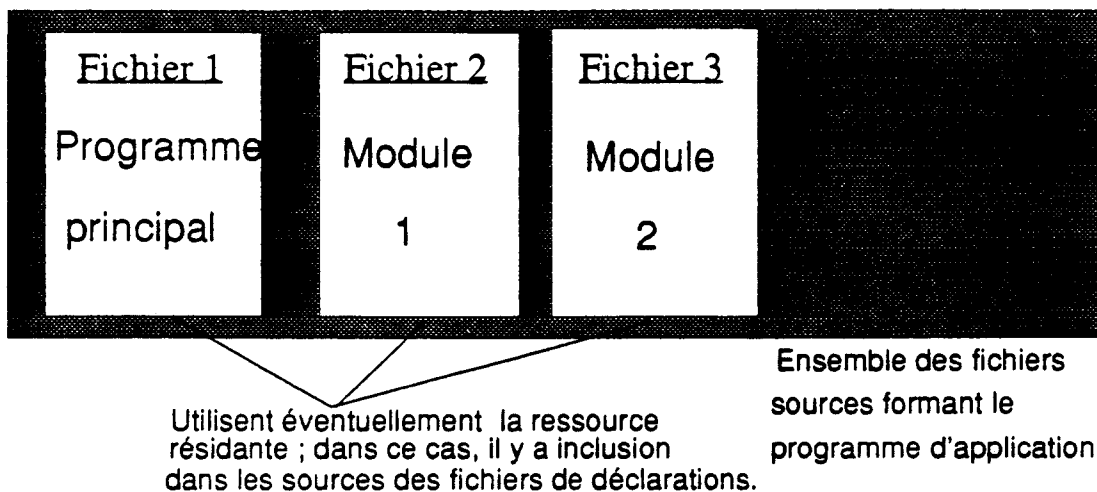 Fichier 1
Programme
principal
Fichier 2
Module
1
Fichier 3
Module
2
Utilisent éventuellement la ressource
résidante ; dans ce cas, il y a inclusion
dans les sources des fichiers de déclarations.
Ensemble des fichiers
sources formant le
programme d'application